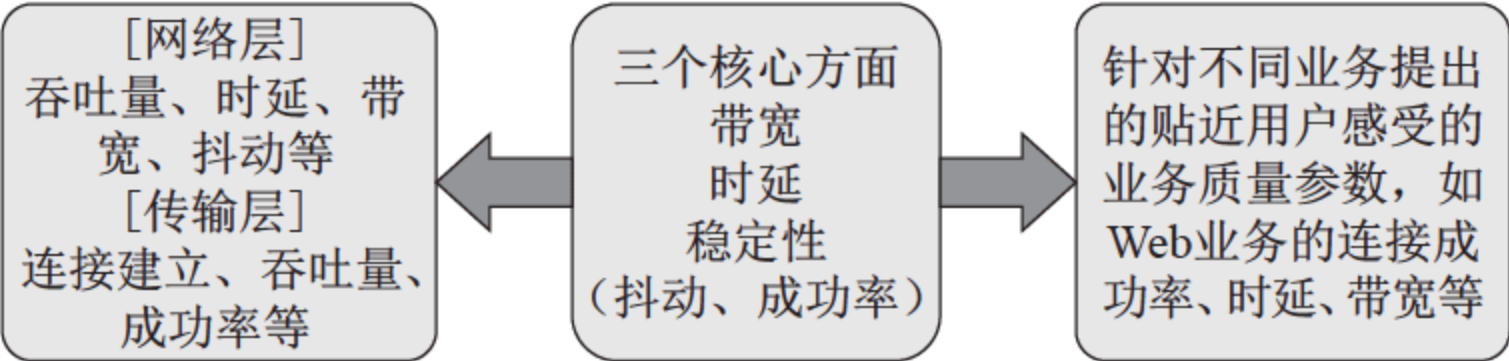 ［网络层］
吞吐量、时延、带
宽、抖动等
［传输层］
连接建立、吞吐量、
成功率等
三个核心方面
带宽
时延
稳定性
（抖动、成功率）
针对不同业务提出
的贴近用户感受的
业务质量参数，如
Web业务的连接成
功率、时延、带宽等